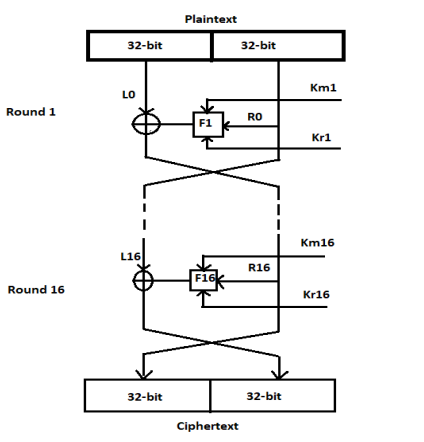 Plaintext
32-bit 32-bit
Km1
L0
R0
Round 1
F1
Kr1
Km16
L16
R16
F16
Round 16
Kr16
32-bit 32-bit
Ciphertext